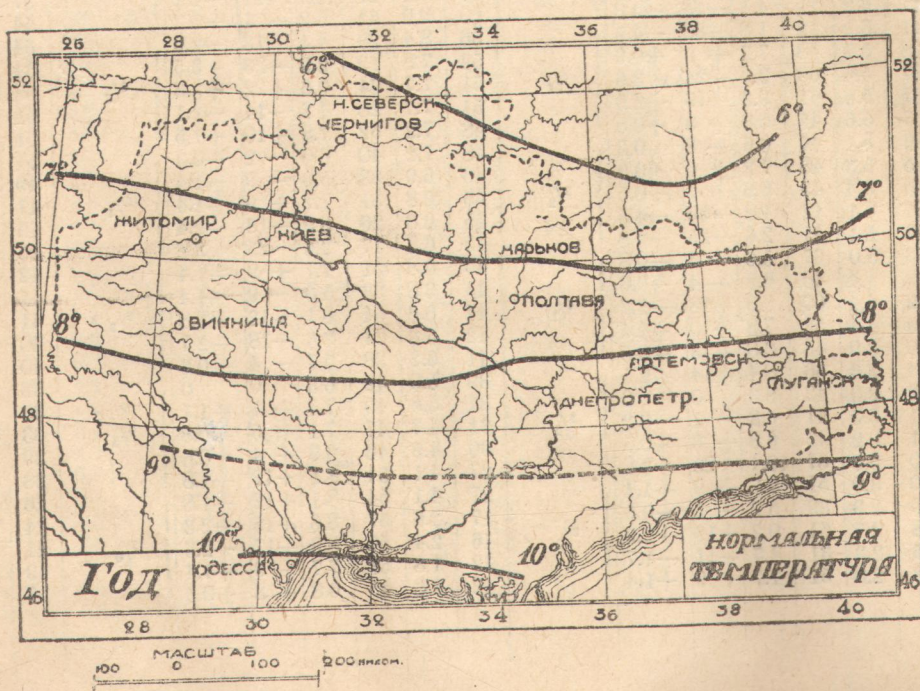 26 28 30 32 34 36 38 40
52 52
6°
Н. СЕВЕРСК
ЧЕРНИГОВ
6°
7° 7°
ЖИТОМИР
КИЕВ
ХАРЬКОВ
50 50
ПОЛТАВА
8° ВИННИЦА 8°
АРТЕМОВСК
ЛУГАНСК
ДНЕПРОПЕТР.
48 48
9° 9°
10° 10°
ОДЕССА
Год
НОРМАЛЬНАЯ
ТЕМПЕРАТУРА
46 46
28 30 32 34 36 38 40
МАСШТАБ
100 0 100 200